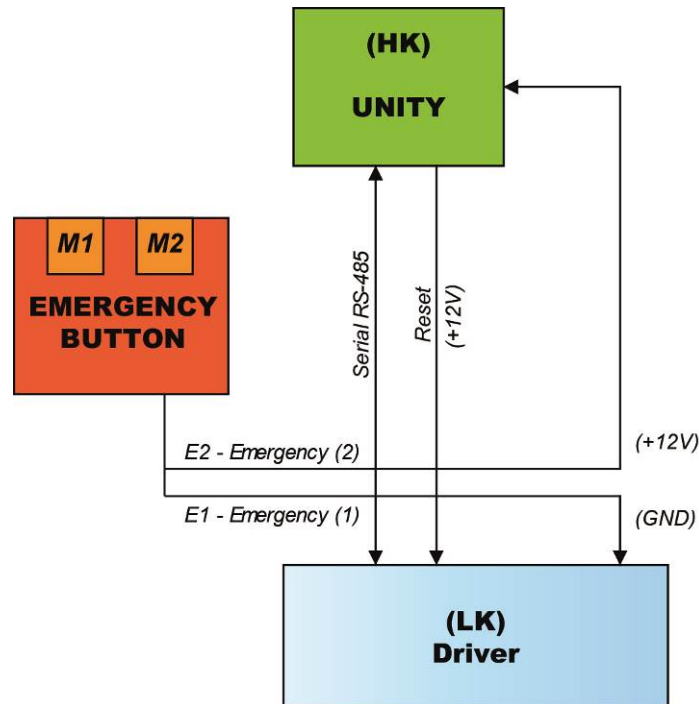 (HK)
UNITY
M1 M2
EMERGENCY
BUTTON
Serial RS-485
Reset
(+12V)
E2 - Emergency (2)
(+12V)
E1 - Emergency (1)
(GND)
(LK)
Driver